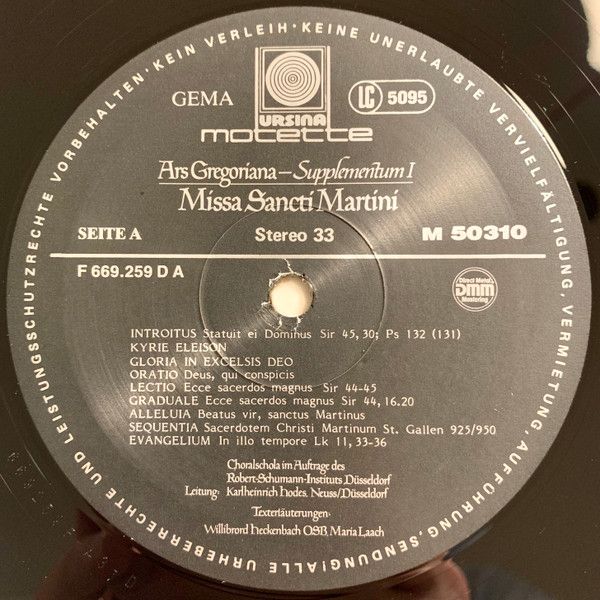 ALLE URHEBERRECHTE UND LEISTUNGSSCHUTZRECHTE VORBEHALTEN · KEIN VERLEIH · KEINE UNERLAUBTE VERVIELFÄLTIGUNG, VERMIETUNG, AUFFÜHRUNG, SENDUNG!
GEMA
LC 5095
URSINA
motette
Ars Gregoriana – Supplementum I
Missa Sancti Martini
SEITE A Stereo 33 M 50310
F 669.259 D A
Direct Metal
DMM
Mastering
INTROITUS Statuit ei Dominus Sir 45,30; Ps 132 (131)
KYRIE ELEISON
GLORIA IN EXCELSIS DEO
ORATIO Deus, qui conspicis
LECTIO Ecce sacerdos magnus Sir 44-45
GRADUALE Ecce sacerdos magnus Sir 44,16.20
ALLELUIA Beatus vir, sanctus Martinus
SEQUENTIA Sacerdotem Christi Martinum St. Gallen 925/950
EVANGELIUM In illo tempore Lk 11,33-36
Choralschola im Auftrage des
Robert-Schumann-Instituts, Düsseldorf
Leitung: Karlheinrich Hodes, Neuss/Düsseldorf
Texterläuterungen·
Willibrord Heckenbach OSB, Maria Laach